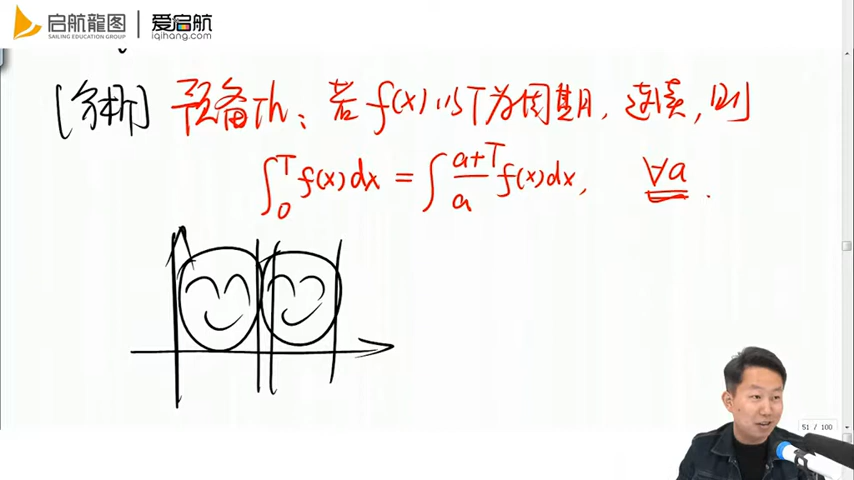 启航龍图 爱启航
SAILING EDUCATION GROUP iqihang.com
[分析] 预备Th: 若 f(x) 以T为周期, 连续, 则
∫₀ᵀ f(x)dx = ∫ₐᵃ⁺ᵀ f(x)dx, ∀a.
51 / 100